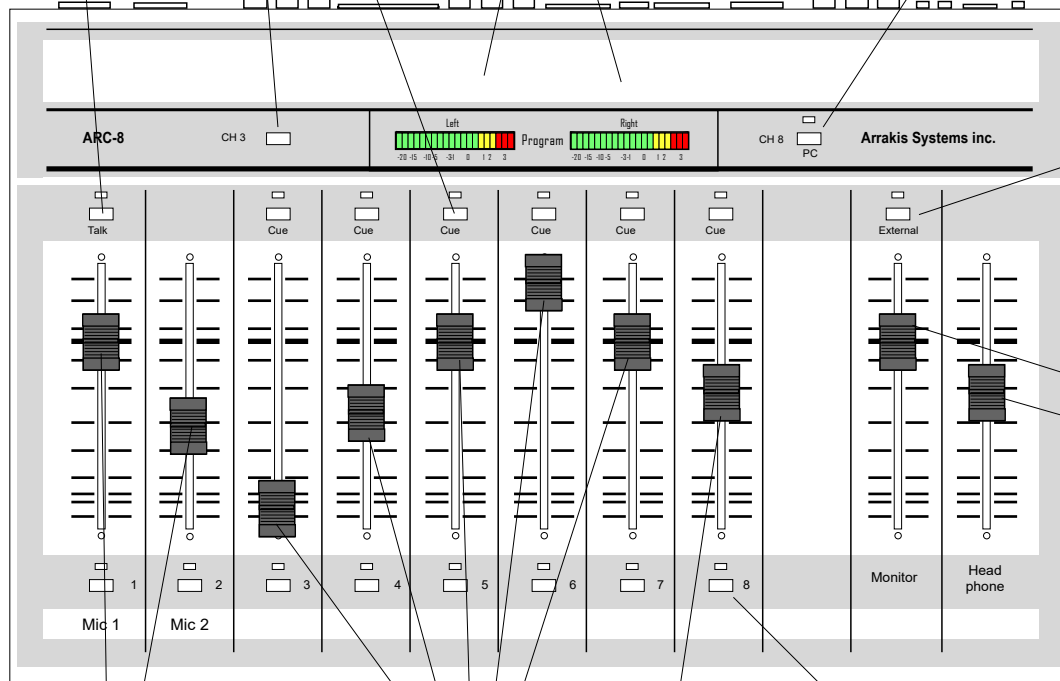 Left
Right
ARC-8
CH 3
Program
CH 8
Arrakis Systems inc.
PC
-20 -15 -10 -5 -3-1 0 1 2 3
-20 -15 -10 -5 -3-1 0 1 2 3
Talk
Cue
Cue
Cue
Cue
Cue
Cue
External
1
2
3
4
5
6
7
8
Monitor
Head
phone
Mic 1
Mic 2